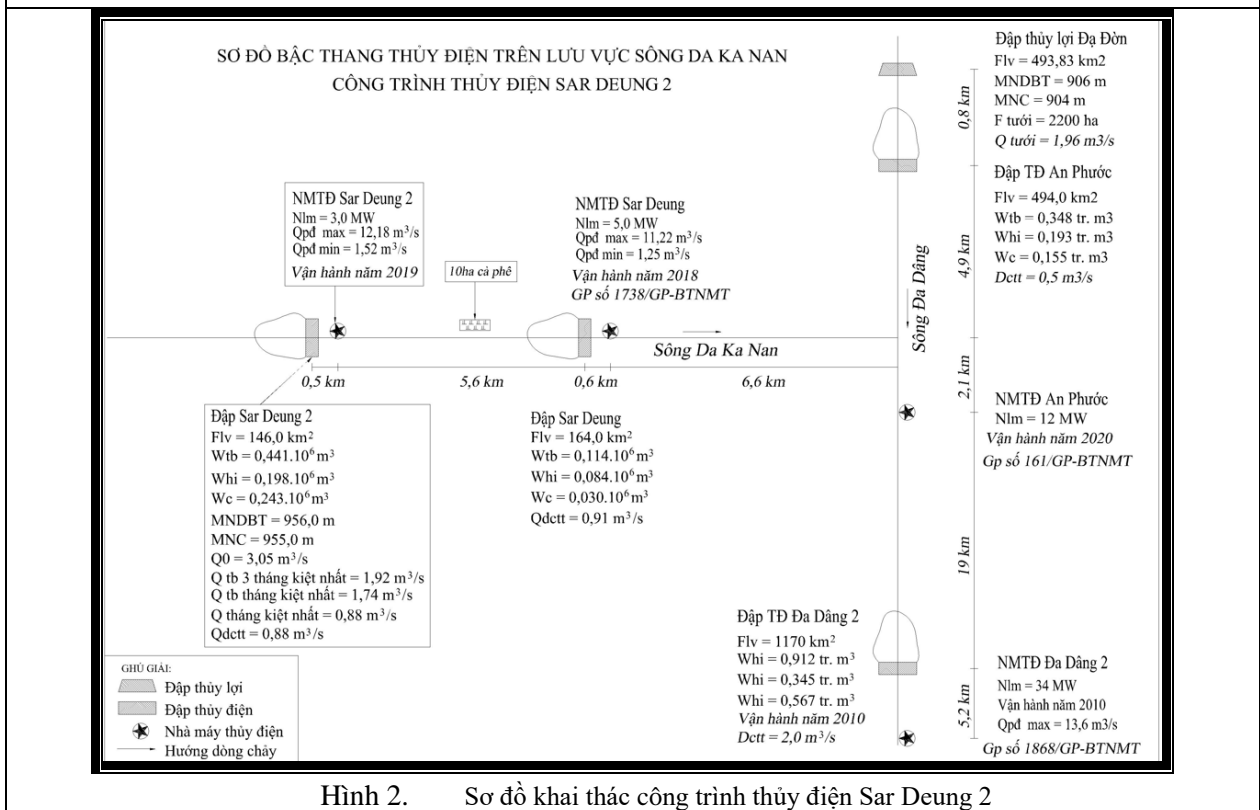 SƠ ĐỒ BẬC THANG THỦY ĐIỆN TRÊN LƯU VỰC SÔNG DA KA NAN
CÔNG TRÌNH THỦY ĐIỆN SAR DEUNG 2
Đập thủy lợi Đạ Đờn
Flv = 493,83 km2
MNDBT = 906 m
MNC = 904 m
F tưới = 2200 ha
Q tưới = 1,96 m3/s
0,8 km
Đập TĐ An Phước
Flv = 494,0 km2
Wtb = 0,348 tr. m3
Whi = 0,193 tr. m3
Wc = 0,155 tr. m3
Dctt = 0,5 m3/s
4,9 km
NMTĐ Sar Deung 2
Nlm = 3,0 MW
Qpđ max = 12,18 m³/s
Qpđ min = 1,52 m³/s
Vận hành năm 2019
10ha cà phê
NMTĐ Sar Deung
Nlm = 5,0 MW
Qpđ max = 11,22 m³/s
Qpđ min = 1,25 m³/s
Vận hành năm 2018
GP số 1738/GP-BTNMT
Sông Da Ka Nan
Sông Đa Dâng
0,5 km
5,6 km
0,6 km
6,6 km
2,1 km
Đập Sar Deung 2
Flv = 146,0 km²
Wtb = 0,441.10⁶ m³
Whi = 0,198.10⁶ m³
Wc = 0,243.10⁶ m³
MNDBT = 956,0 m
MNC = 955,0 m
Q0 = 3,05 m³/s
Q tb 3 tháng kiệt nhất = 1,92 m³/s
Q tb tháng kiệt nhất = 1,74 m³/s
Q tháng kiệt nhất = 0,88 m³/s
Qdctt = 0,88 m³/s
Đập Sar Deung
Flv = 164,0 km²
Wtb = 0,114.10⁶ m³
Whi = 0,084.10⁶ m³
Wc = 0,030.10⁶ m³
Qdctt = 0,91 m³/s
NMTĐ An Phước
Nlm = 12 MW
Vận hành năm 2020
Gp số 161/GP-BTNMT
19 km
Đập TĐ Đa Dâng 2
Flv = 1170 km²
Whi = 0,912 tr. m³
Whi = 0,345 tr. m³
Whi = 0,567 tr. m³
Vận hành năm 2010
Dctt = 2,0 m³/s
5,2 km
NMTĐ Đa Dâng 2
Nlm = 34 MW
Vận hành năm 2010
Qpđ max = 13,6 m3/s
Gp số 1868/GP-BTNMT
GHÚ GIẢI:
Đập thủy lợi
Đập thủy điện
Nhà máy thủy điện
Hướng dòng chảy
Hình 2. Sơ đồ khai thác công trình thủy điện Sar Deung 2